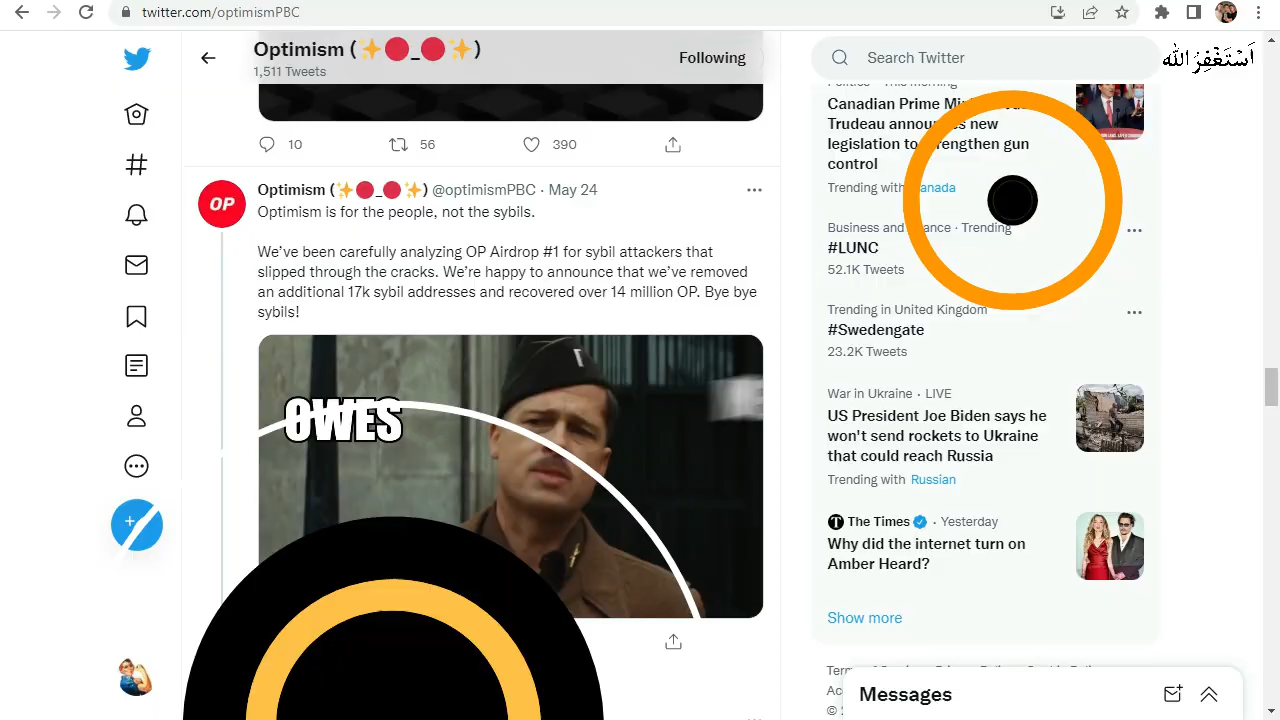 twitter.com/optimismPBC
Optimism (✨🔴_🔴✨)
1,511 Tweets
Following
Search Twitter
اَسْتَغْفِرُ اللّٰه
10
56
390
Optimism (✨🔴_🔴✨) @optimismPBC · May 24
Optimism is for the people, not the sybils.
We've been carefully analyzing OP Airdrop #1 for sybil attackers that
slipped through the cracks. We're happy to announce that we've removed
an additional 17k sybil addresses and recovered over 14 million OP. Bye bye
sybils!
OP
OWES
Canadian Prime
Trudeau announces new
legislation to strengthen gun
control
Trending with Canada
Business and Finance · Trending
#LUNC
52.1K Tweets
Trending in United Kingdom
#Swedengate
23.2K Tweets
War in Ukraine · LIVE
US President Joe Biden says he
won't send rockets to Ukraine
that could reach Russia
Trending with Russian
The Times · Yesterday
Why did the internet turn on
Amber Heard?
Show more
Messages